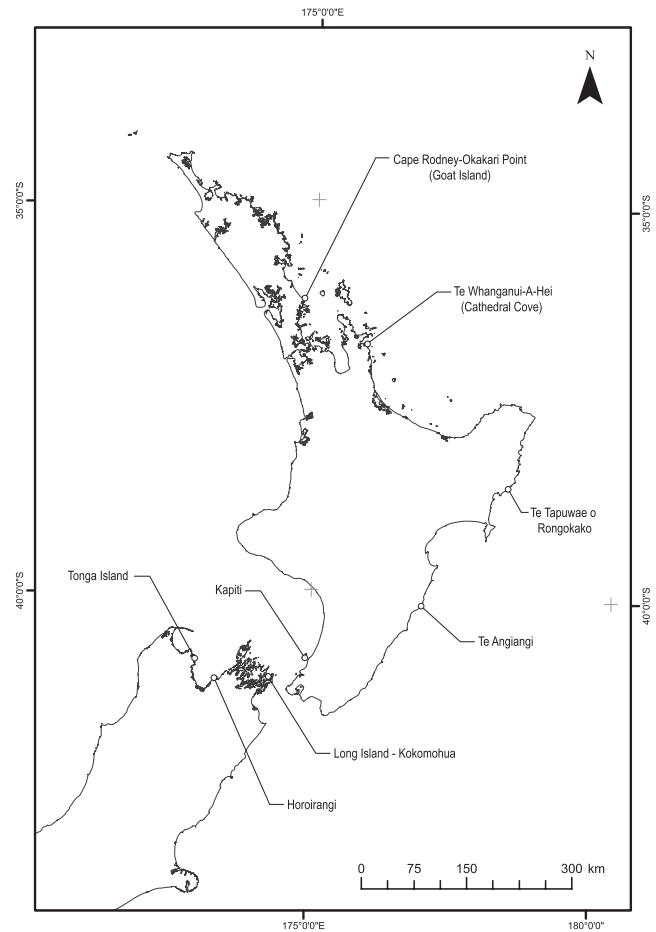 175°0'0"E
N
Cape Rodney-Okakari Point
(Goat Island)
35°0'0"S
35°0'0"S
Te Whanganui-A-Hei
(Cathedral Cove)
Te Tapuwae o
Rongokako
Tonga Island
Kapiti
40°0'0"S
40°0'0"S
Te Angiangi
Long Island - Kokomohua
Horoirangi
0 75 150 300 km
175°0'0"E
180°0'0"